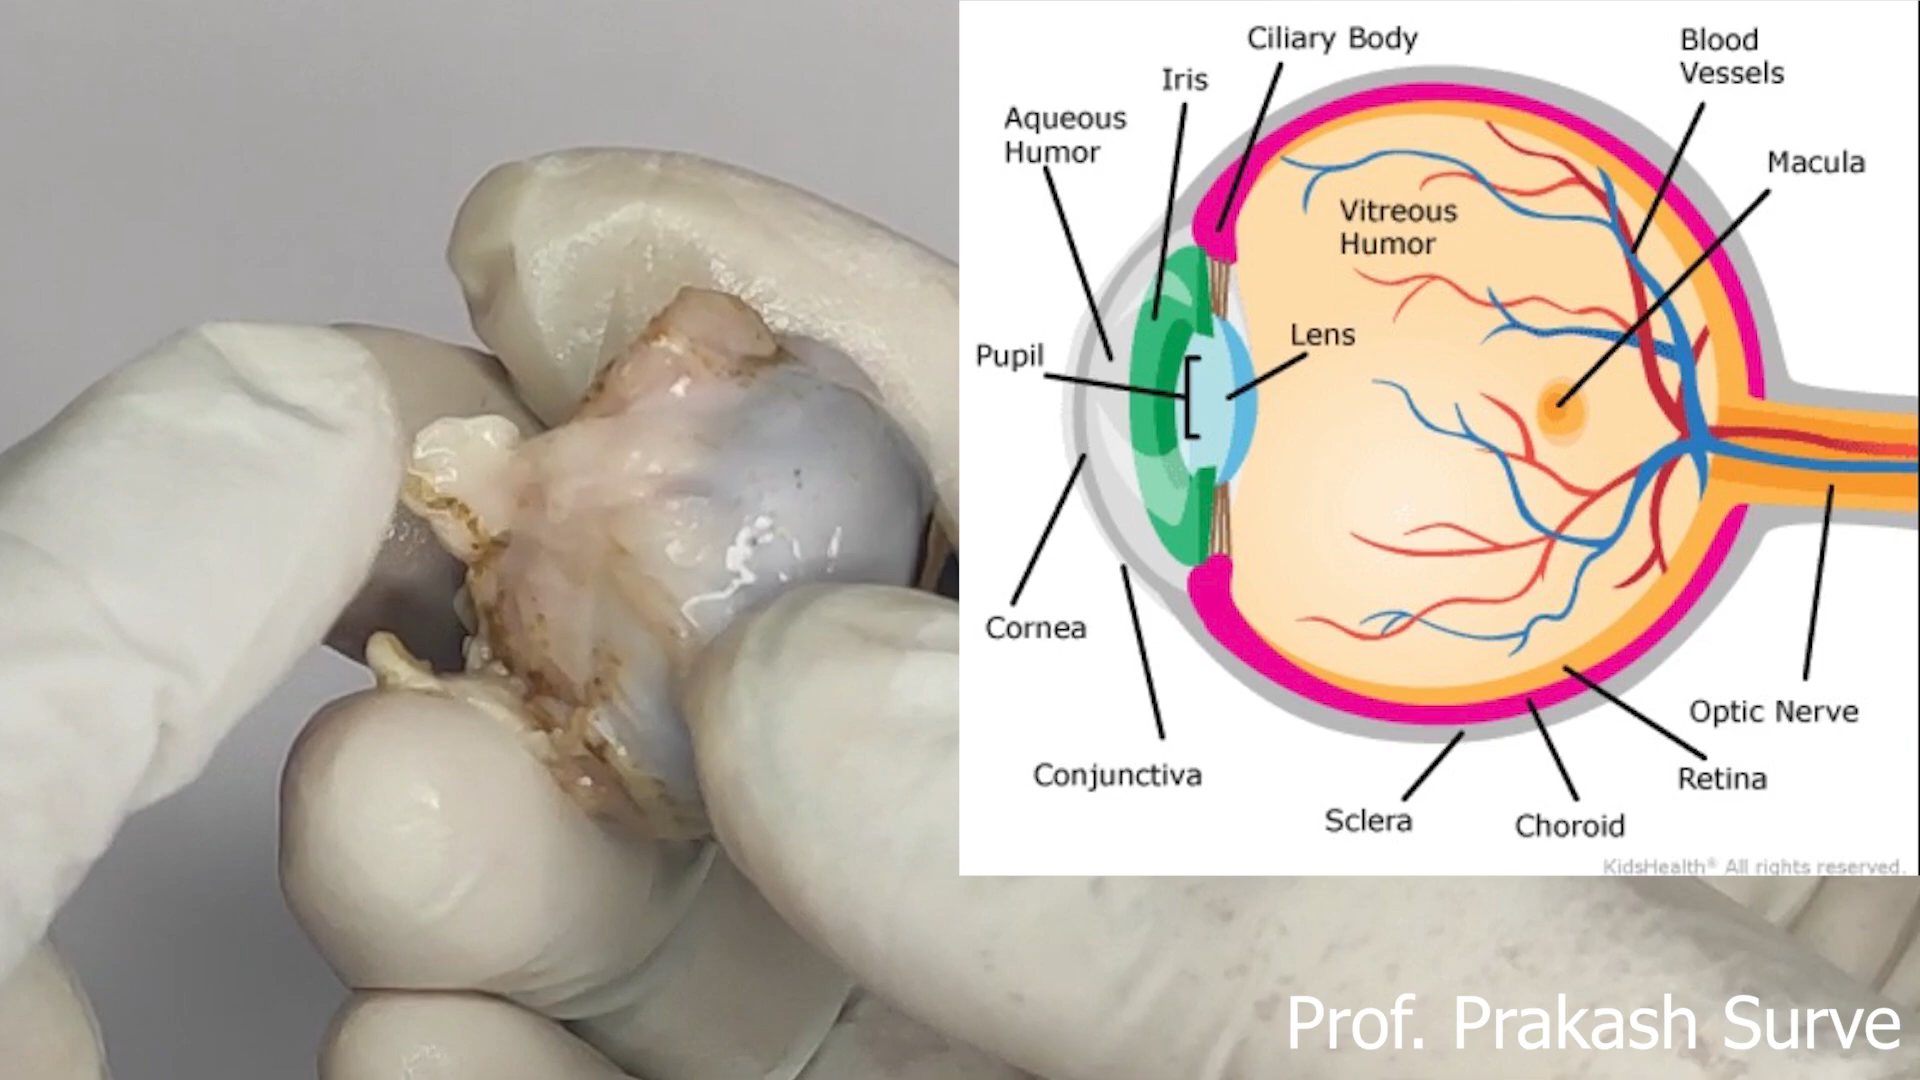 Ciliary Body
Blood
Vessels
Iris
Aqueous
Humor
Macula
Vitreous
Humor
Lens
Pupil
Cornea
Optic Nerve
Conjunctiva
Retina
Sclera
Choroid
KidsHealth® All rights reserved.
Prof. Prakash Surve